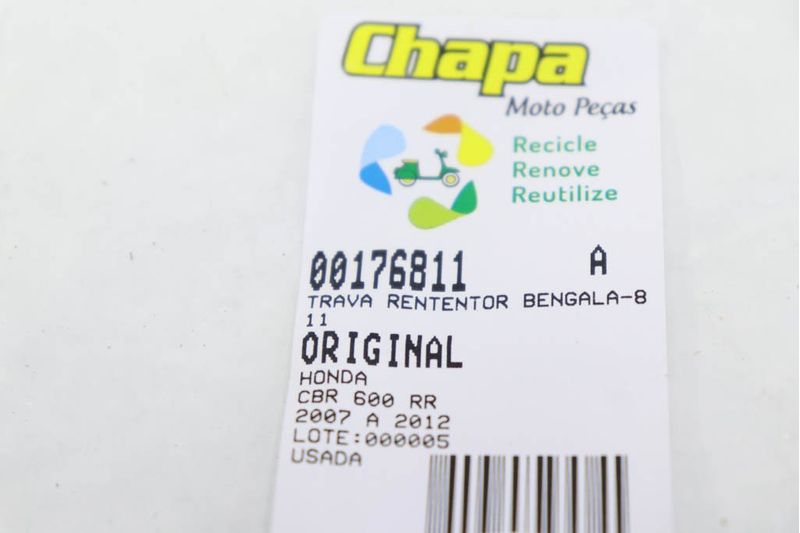 Chapa
Moto Peças
Recicle
Renove
Reutilize
00176811 A
TRAVA RENTENTOR BENGALA-8
11
ORIGINAL
HONDA
CBR 600 RR
2007 A 2012
LOTE:000005
USADA